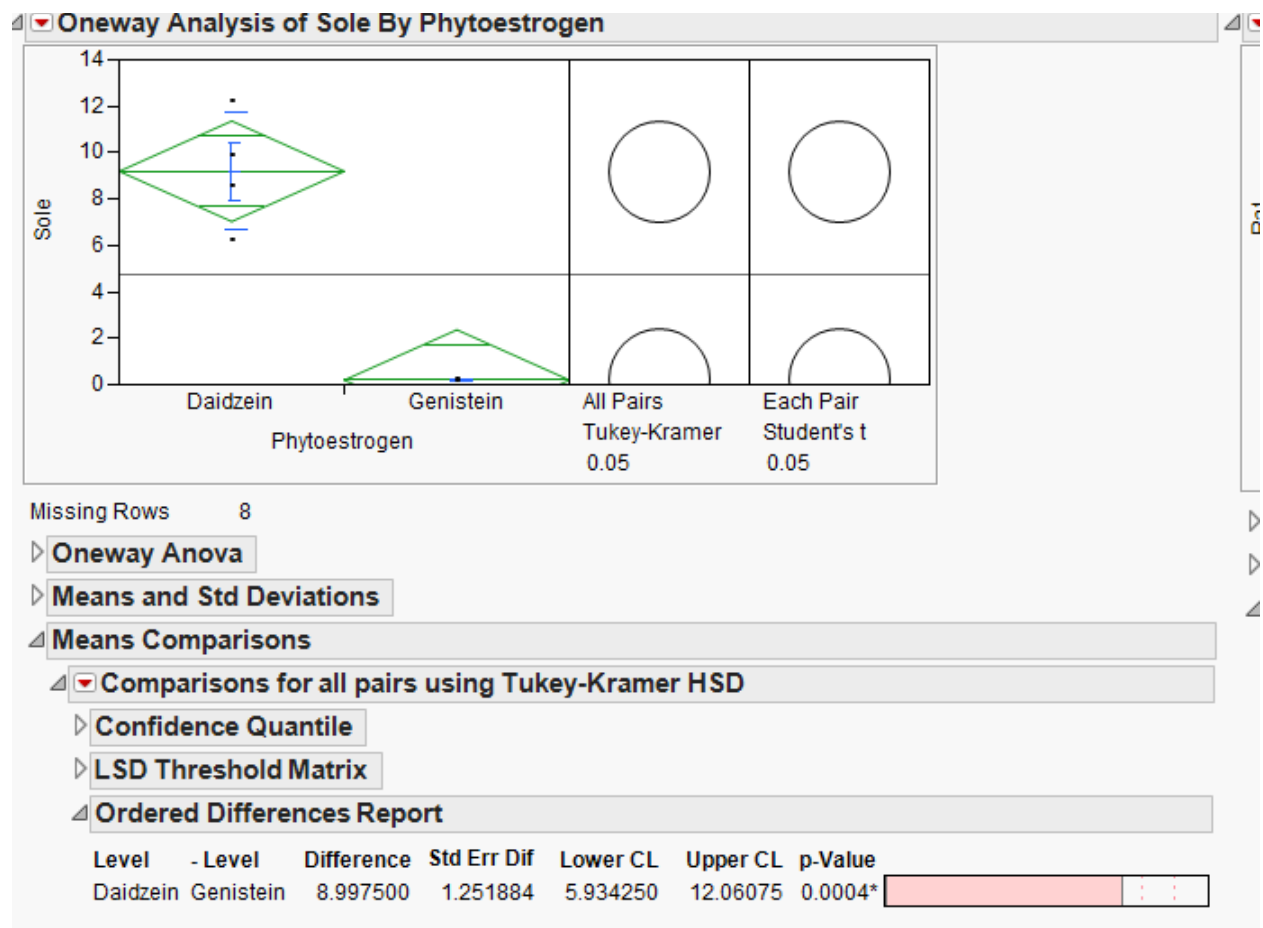 Oneway Analysis of Sole By Phytoestrogen
14
12
10
8
6
4
2
0
Sole
Daidzein Genistein
Phytoestrogen
All Pairs
Tukey-Kramer
0.05
Each Pair
Student's t
0.05
Missing Rows 8
Oneway Anova
Means and Std Deviations
Means Comparisons
Comparisons for all pairs using Tukey-Kramer HSD
Confidence Quantile
LSD Threshold Matrix
Ordered Differences Report
Level - Level Difference Std Err Dif Lower CL Upper CL p-Value
Daidzein Genistein 8.997500 1.251884 5.934250 12.06075 0.0004*